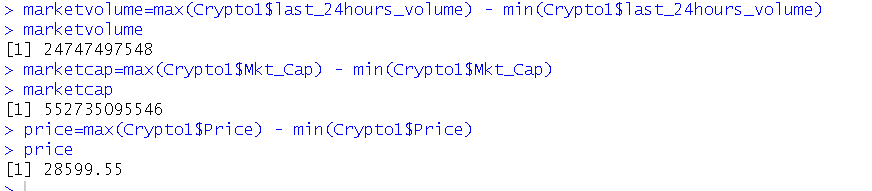 > marketvolume=max(Crypto1$last_24hours_volume) - min(Crypto1$last_24hours_volume)
> marketvolume
[1] 24747497548
> marketcap=max(Crypto1$Mkt_Cap) - min(Crypto1$Mkt_Cap)
> marketcap
[1] 552735095546
> price=max(Crypto1$Price) - min(Crypto1$Price)
> price
[1] 28599.55
>